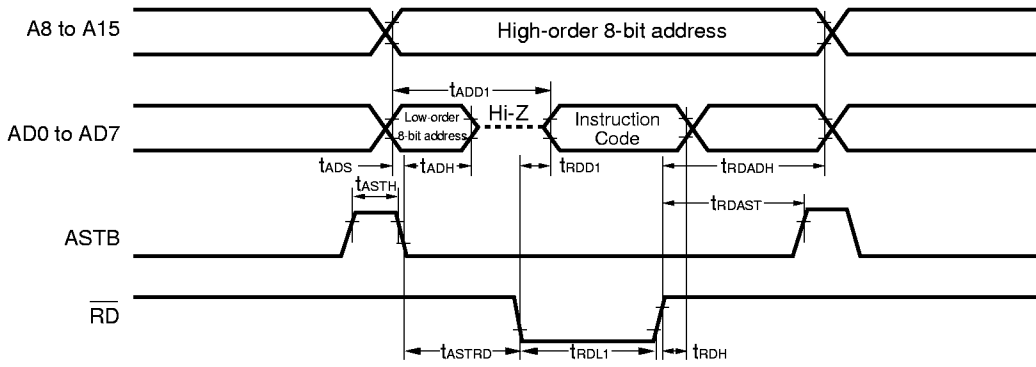 A8 to A15
High-order 8-bit address
tADD1
AD0 to AD7
Low-order
8-bit address
Hi-Z
Instruction
Code
tADS
tADH
tRDD1
tRDADH
tASTH
tRDAST
ASTB
RD
tASTRD
tRDL1
tRDH